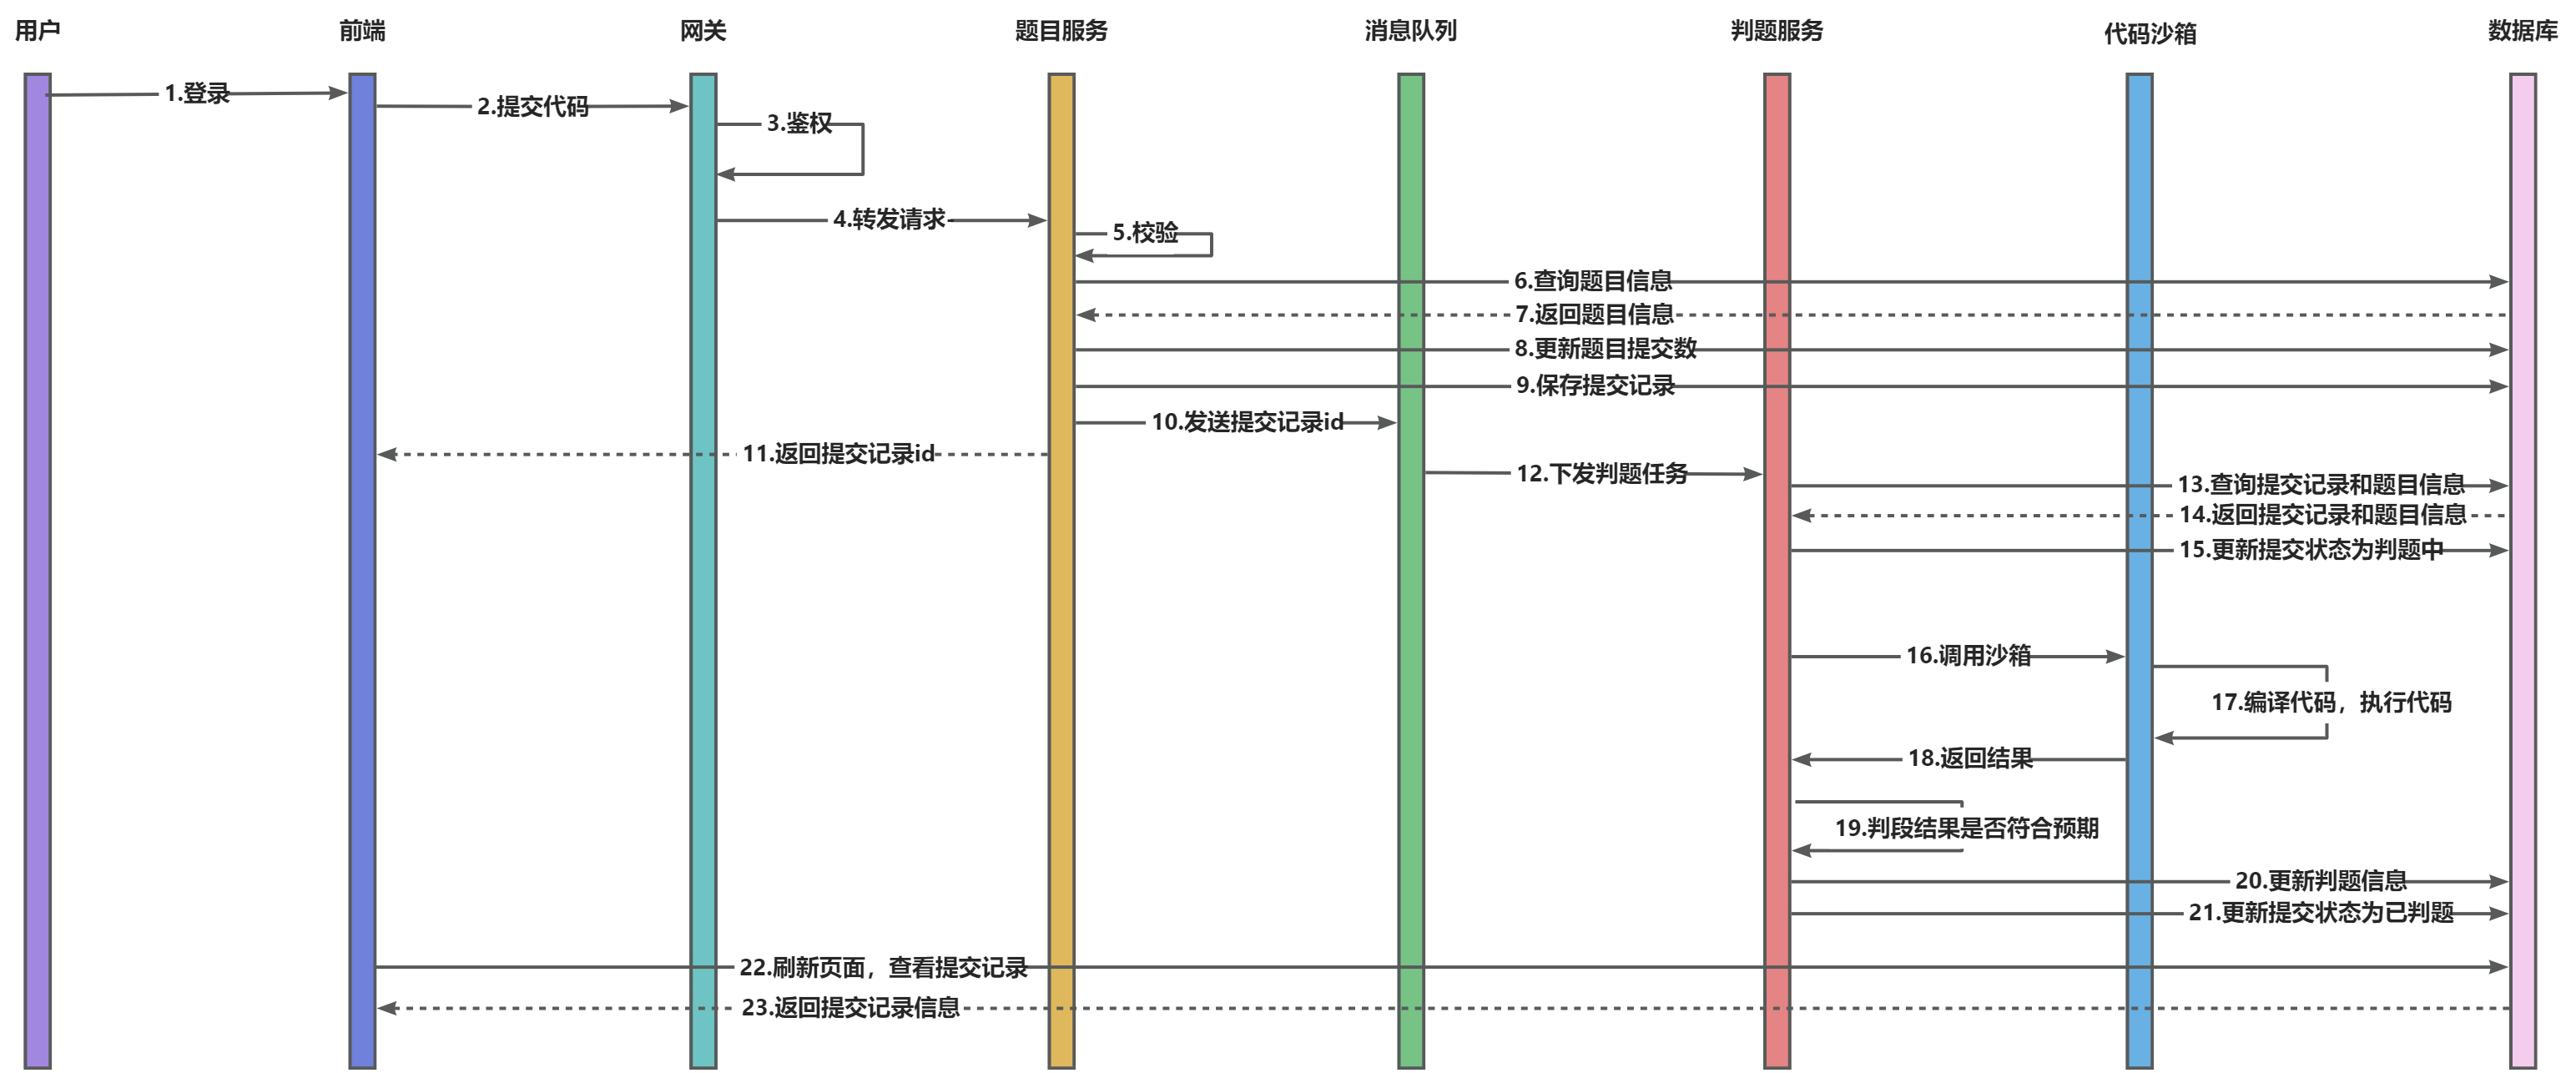 用户
前端
网关
题目服务
消息队列
判题服务
代码沙箱
数据库
1.登录
2.提交代码
3.鉴权
4.转发请求
5.校验
6.查询题目信息
7.返回题目信息
8.更新题目提交数
9.保存提交记录
10.发送提交记录id
11.返回提交记录id
12.下发判题任务
13.查询提交记录和题目信息
14.返回提交记录和题目信息
15.更新提交状态为判题中
16.调用沙箱
17.编译代码，执行代码
18.返回结果
19.判段结果是否符合预期
20.更新判题信息
21.更新提交状态为已判题
22.刷新页面，查看提交记录
23.返回提交记录信息